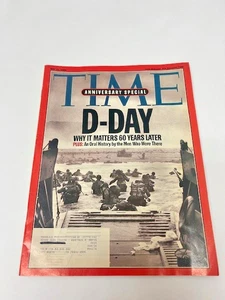 TIME
ANNIVERSARY SPECIAL
D-DAY
WHY IT MATTERS 60 YEARS LATER
PLUS: An Oral History by the Men Who Were There